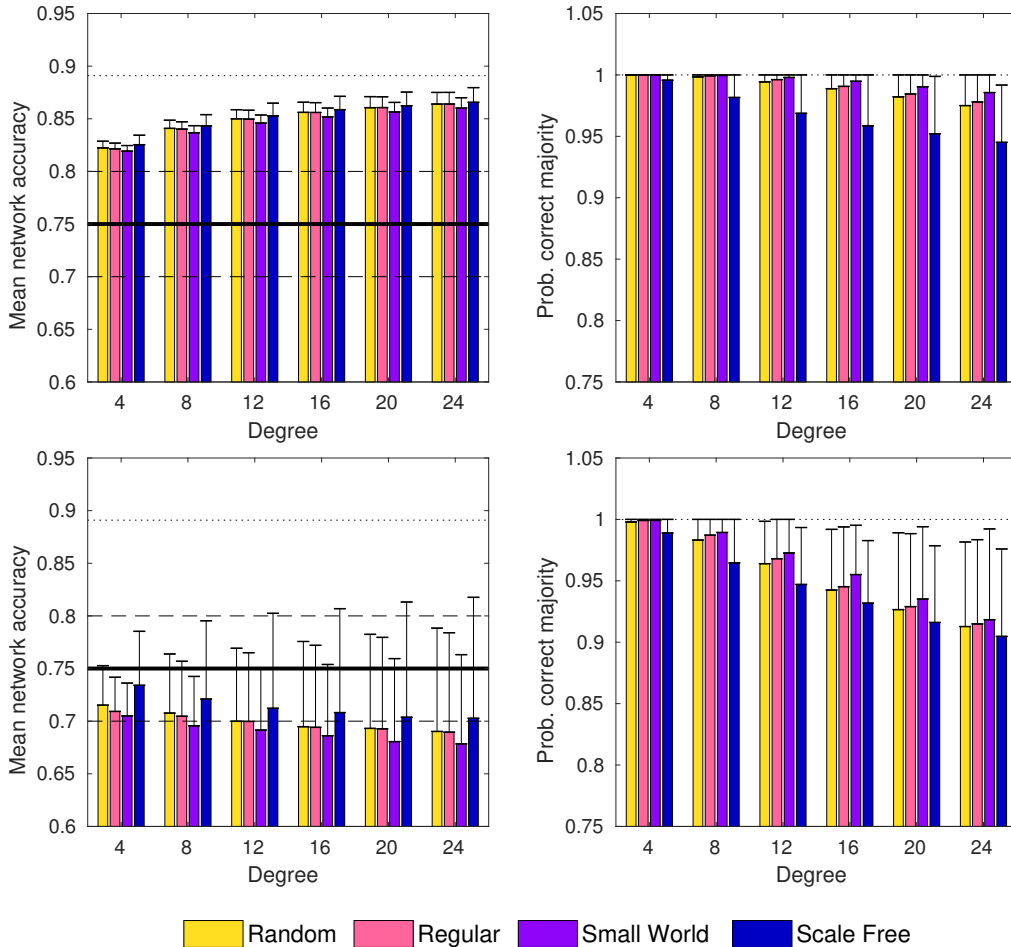 0.95
0.9
0.85
0.8
0.75
0.7
0.65
0.6
Mean network accuracy
4 8 12 16 20 24
Degree
1.05
1
0.95
0.9
0.85
0.8
0.75
Prob. correct majority
4 8 12 16 20 24
Degree
0.95
0.9
0.85
0.8
0.75
0.7
0.65
0.6
Mean network accuracy
4 8 12 16 20 24
Degree
1.05
1
0.95
0.9
0.85
0.8
0.75
Prob. correct majority
4 8 12 16 20 24
Degree
Random Regular Small World Scale Free